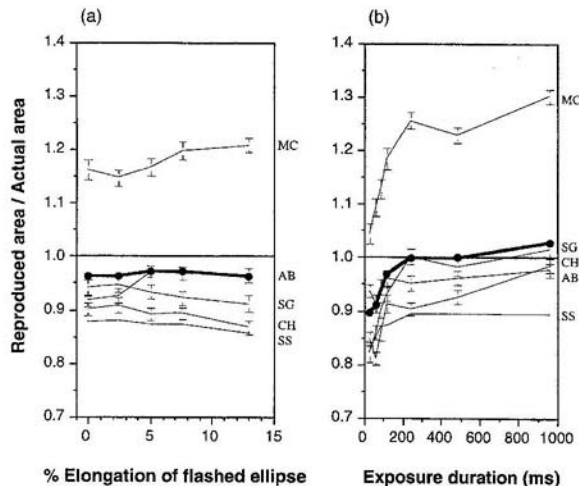 (a)
(b)
Reproduced area / Actual area
1.4
1.3
1.2
1.1
1.0
0.9
0.8
0.7
MC
AB
SG
CH
SS
0
5
10
15
% Elongation of flashed ellipse
1.4
1.3
1.2
1.1
1.0
0.9
0.8
0.7
MC
SG
CH
AB
SS
0
200
400
600
800
1000
Exposure duration (ms)